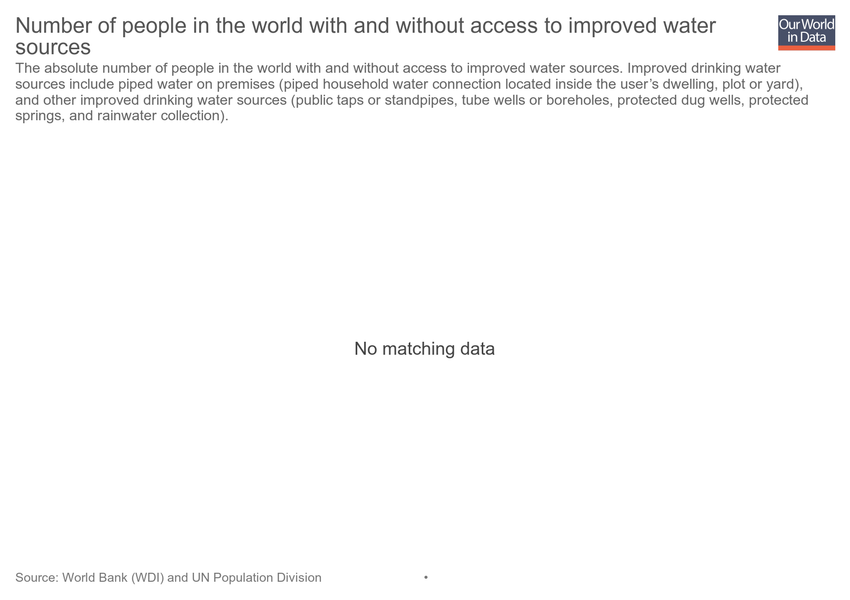 Number of people in the world with and without access to improved water
sources
Our World
in Data
The absolute number of people in the world with and without access to improved water sources. Improved drinking water
sources include piped water on premises (piped household water connection located inside the user’s dwelling, plot or yard),
and other improved drinking water sources (public taps or standpipes, tube wells or boreholes, protected dug wells, protected
springs, and rainwater collection).
No matching data
Source: World Bank (WDI) and UN Population Division •